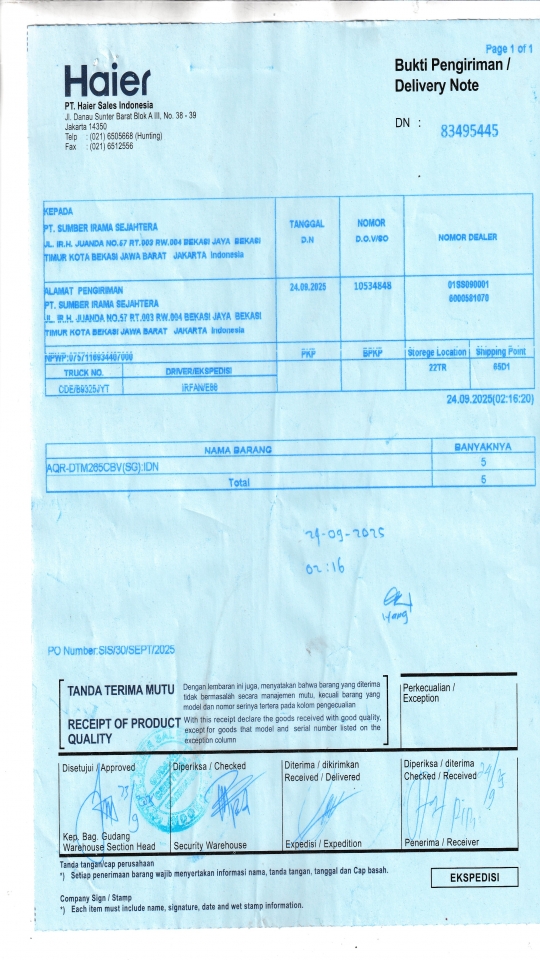 Page 1 of 1
Haier
Bukti Pengiriman /
Delivery Note
PT. Haier Sales Indonesia
Jl. Danau Sunter Barat Blok A III, No. 38 - 39
Jakarta 14350
Telp : (021) 6505668 (Hunting)
Fax : (021) 6512556
DN : 83495445
KEPADA
PT. SUMBER IRAMA SEJAHTERA
JL. IR.H. JUANDA NO.57 RT.003 RW.004 BEKASI JAYA BEKASI
TIMUR KOTA BEKASI JAWA BARAT JAKARTA Indonesia
TANGGAL
D.N
NOMOR
D.O.V/SO
NOMOR DEALER
ALAMAT PENGIRIMAN
PT. SUMBER IRAMA SEJAHTERA
JL. IR.H. JUANDA NO.57 RT.003 RW.004 BEKASI JAYA BEKASI
TIMUR KOTA BEKASI JAWA BARAT JAKARTA Indonesia
24.09.2025
10534848
PKP
BPKP
Storege Location
Shipping Point
TRUCK NO.
DRIVER/EKSPEDISI
22TR
24.09.2025(02:16:20)
NAMA BARANG
BANYAKNYA
AQR-DTM265CBV(SG):IDN
5
Total
24-09-2025
02:16
PO Number:SIS/30/SEPT/2025
TANDA TERIMA MUTU
Dengan lembaran ini juga, menyatakan bahwa barang yang diterima
tidak bermasalah secara manajemen mutu, kecuali barang yang
model dan nomor serinya tertera pada kolom pengecualian
RECEIPT OF PRODUCT
QUALITY
With this receipt declare the goods received with good quality,
except for goods that model and serial number listed on the
exception column
Perkecualian /
Exception
Disetujui / Approved
Diperiksa / Checked
Diterima / dikirimkan
Received / Delivered
Diperiksa / diterima
Checked / Received
Kep. Bag. Gudang
Warehouse Section Head
Security Warehouse
Expedisi / Expedition
Penerima / Receiver
Tanda tangan/cap perusahaan
*) Setiap penerimaan barang wajib menyertakan informasi nama, tanda tangan, tanggal dan Cap basah.
EKSPEDISI
Company Sign / Stamp
*) Each item must include name, signature, date and wet stamp information.